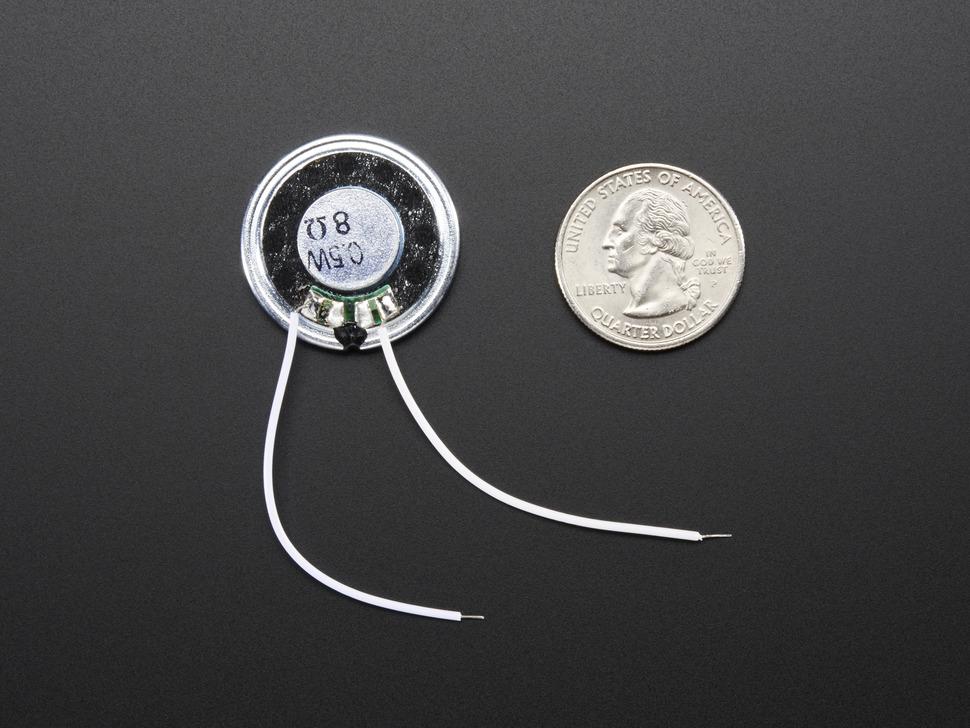 8Ω
0.5W
UNITED STATES OF AMERICA
IN
GOD WE
TRUST
P
LIBERTY
QUARTER DOLLAR